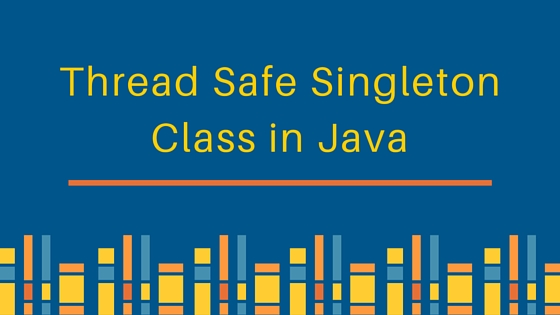 Thread Safe Singleton
Class in Java